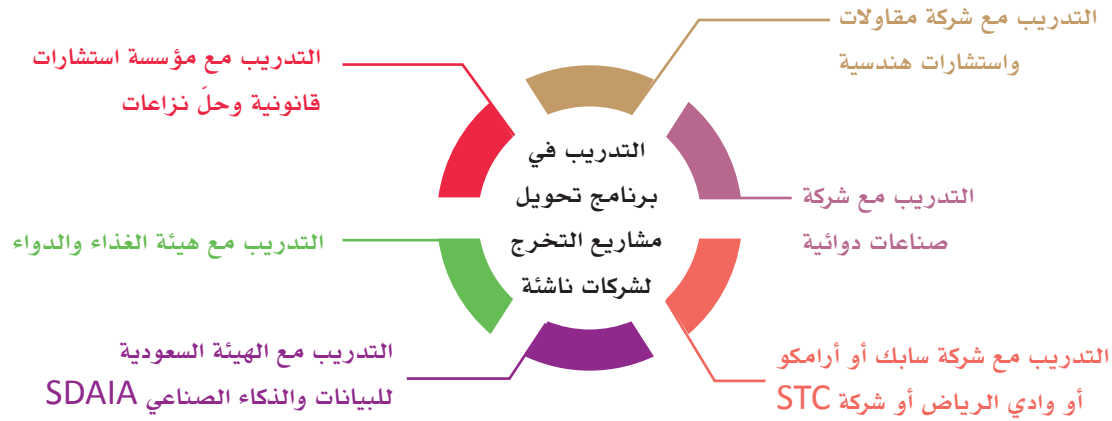 التدريب في
برنامج تحويل
مشاريع التخرج
لشركات ناشئة
التدريب مع شركة مقاولات
واستشارات هندسية
التدريب مع شركة
صناعات دوائية
التدريب مع شركة سابك أو أرامكو
أو وادي الرياض أو شركة STC
التدريب مع الهيئة السعودية
للبيانات والذكاء الصناعي SDAIA
التدريب مع هيئة الغذاء والدواء
التدريب مع مؤسسة استشارات
قانونية وحلّ نزاعات